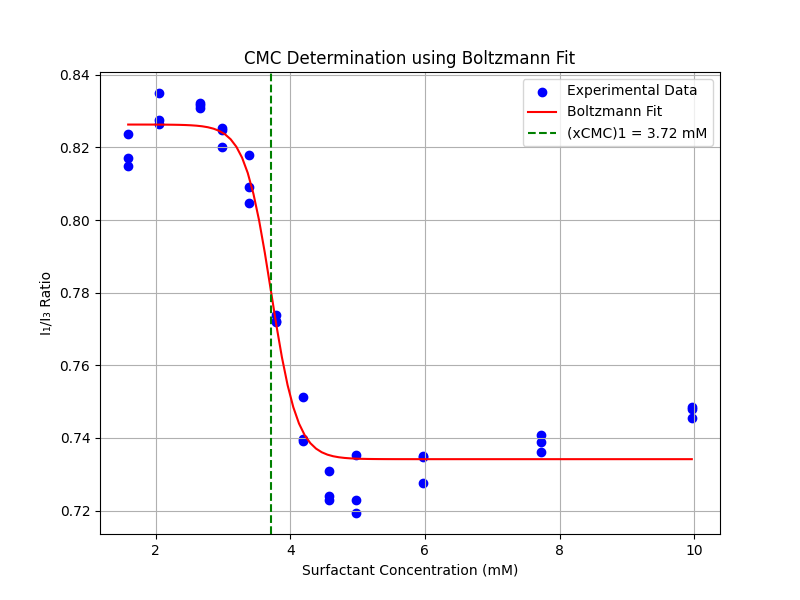 CMC Determination using Boltzmann Fit
Experimental Data
Boltzmann Fit
(xCMC)1 = 3.72 mM
0.84
0.82
0.80
0.78
0.76
0.74
0.72
I₁/I₃ Ratio
2 4 6 8 10
Surfactant Concentration (mM)